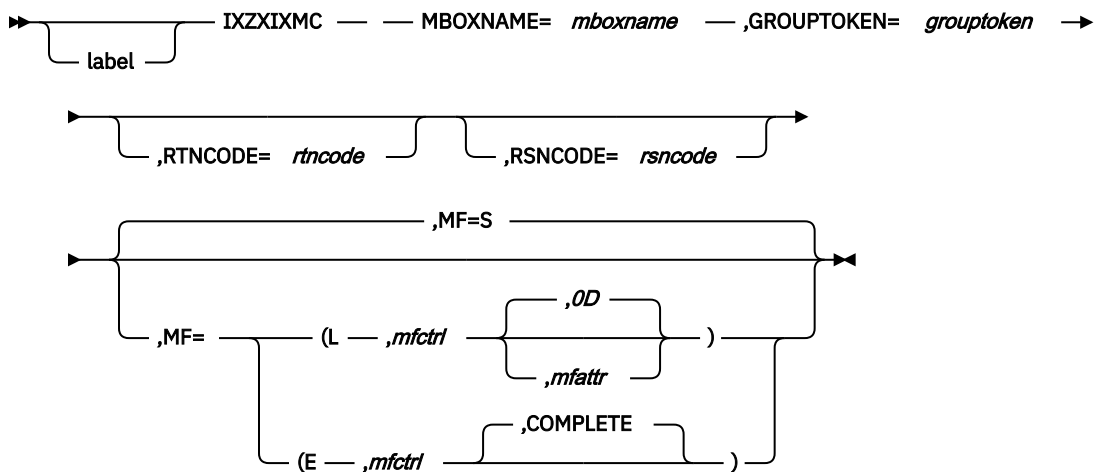 IXZXIXMC MBOXNAME= mboxname ,GROUPTOKEN= grouptoken
label
,RTNCODE= rtncode ,RSNCODE= rsncode
,MF=S
,0D
,MF= (L ,mfctrl )
,mfattr
,COMPLETE
(E ,mfctrl )